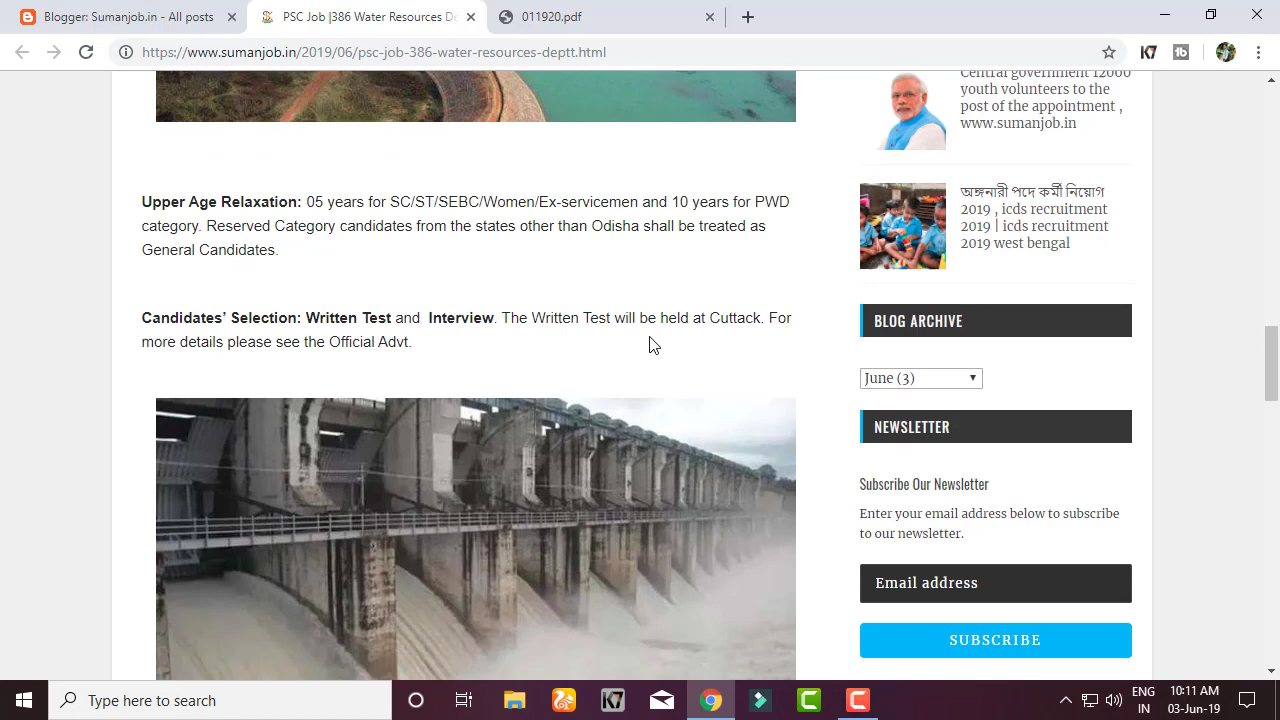 Blogger: Sumanjob.in - All posts
PSC Job |386 Water Resources De
011920.pdf
https://www.sumanjob.in/2019/06/psc-job-386-water-resources-deptt.html
Upper Age Relaxation: 05 years for SC/ST/SEBC/Women/Ex-servicemen and 10 years for PWD
category. Reserved Category candidates from the states other than Odisha shall be treated as
General Candidates.
Candidates' Selection: Written Test and Interview. The Written Test will be held at Cuttack. For
more details please see the Official Advt.
Central government 12000
youth volunteers to the
post of the appointment ,
www.sumanjob.in
অঙ্গনারী পদে কর্মী নিয়োগ
2019 , icds recruitment
2019 | icds recruitment
2019 west bengal
BLOG ARCHIVE
June (3)
NEWSLETTER
Subscribe Our Newsletter
Enter your email address below to subscribe
to our newsletter.
Email address
SUBSCRIBE
Type here to search
K7
ENG
IN
10:11 AM
03-Jun-19